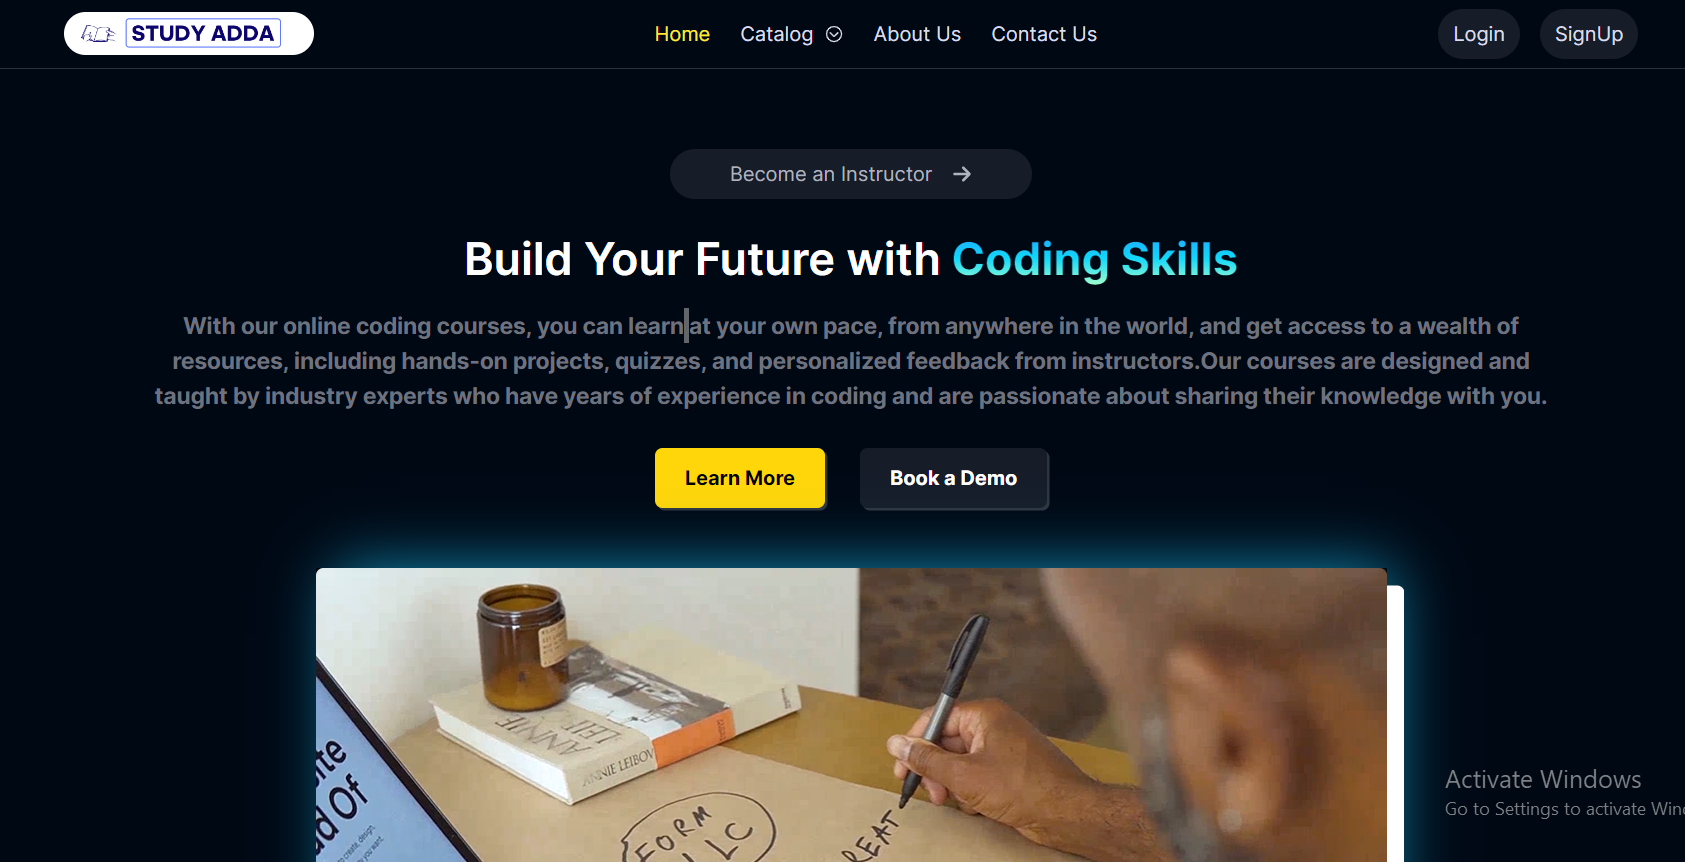 STUDY ADDA
Home Catalog About Us Contact Us
Login SignUp
Become an Instructor
Build Your Future with Coding Skills
With our online coding courses, you can learn at your own pace, from anywhere in the world, and get access to a wealth of
resources, including hands-on projects, quizzes, and personalized feedback from instructors.Our courses are designed and
taught by industry experts who have years of experience in coding and are passionate about sharing their knowledge with you.
Learn More Book a Demo
ANNIE
ANNIE LEIBOV
FORM
LLC
REAT
ite
d Of
Activate Windows
Go to Settings to activate Win